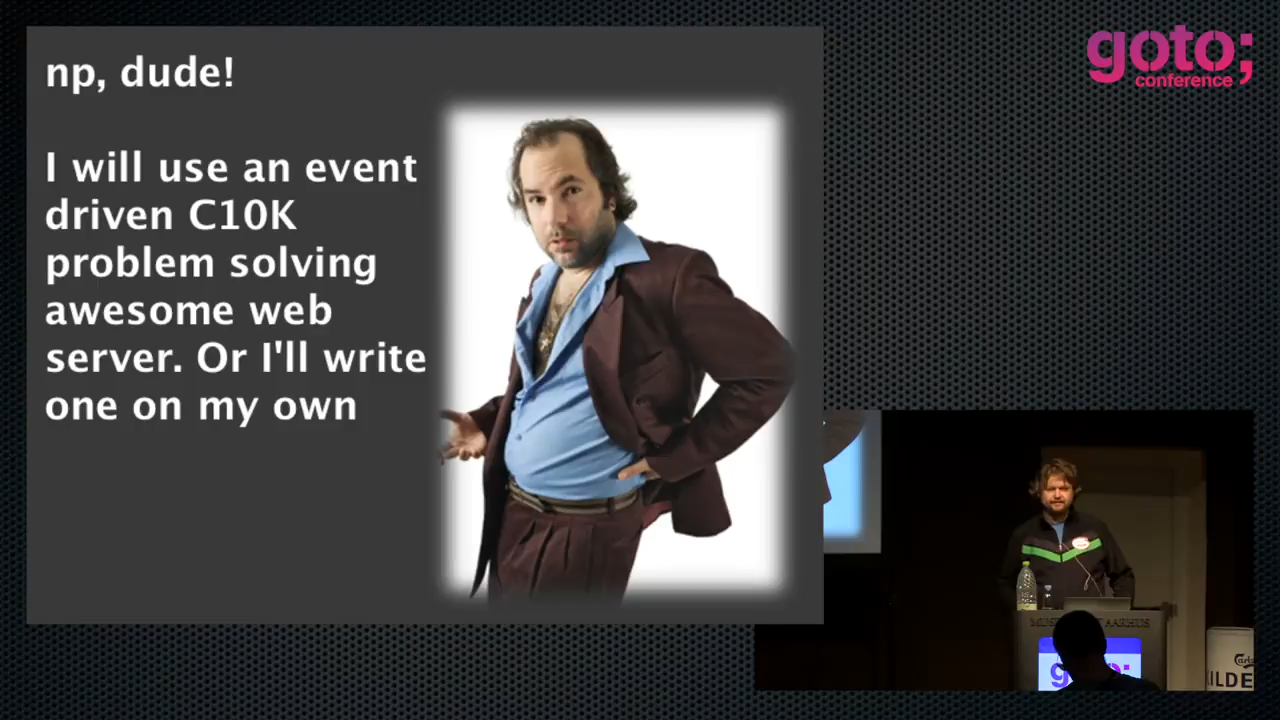 np, dude!
I will use an event
driven C10K
problem solving
awesome web
server. Or I'll write
one on my own
goto;
conference